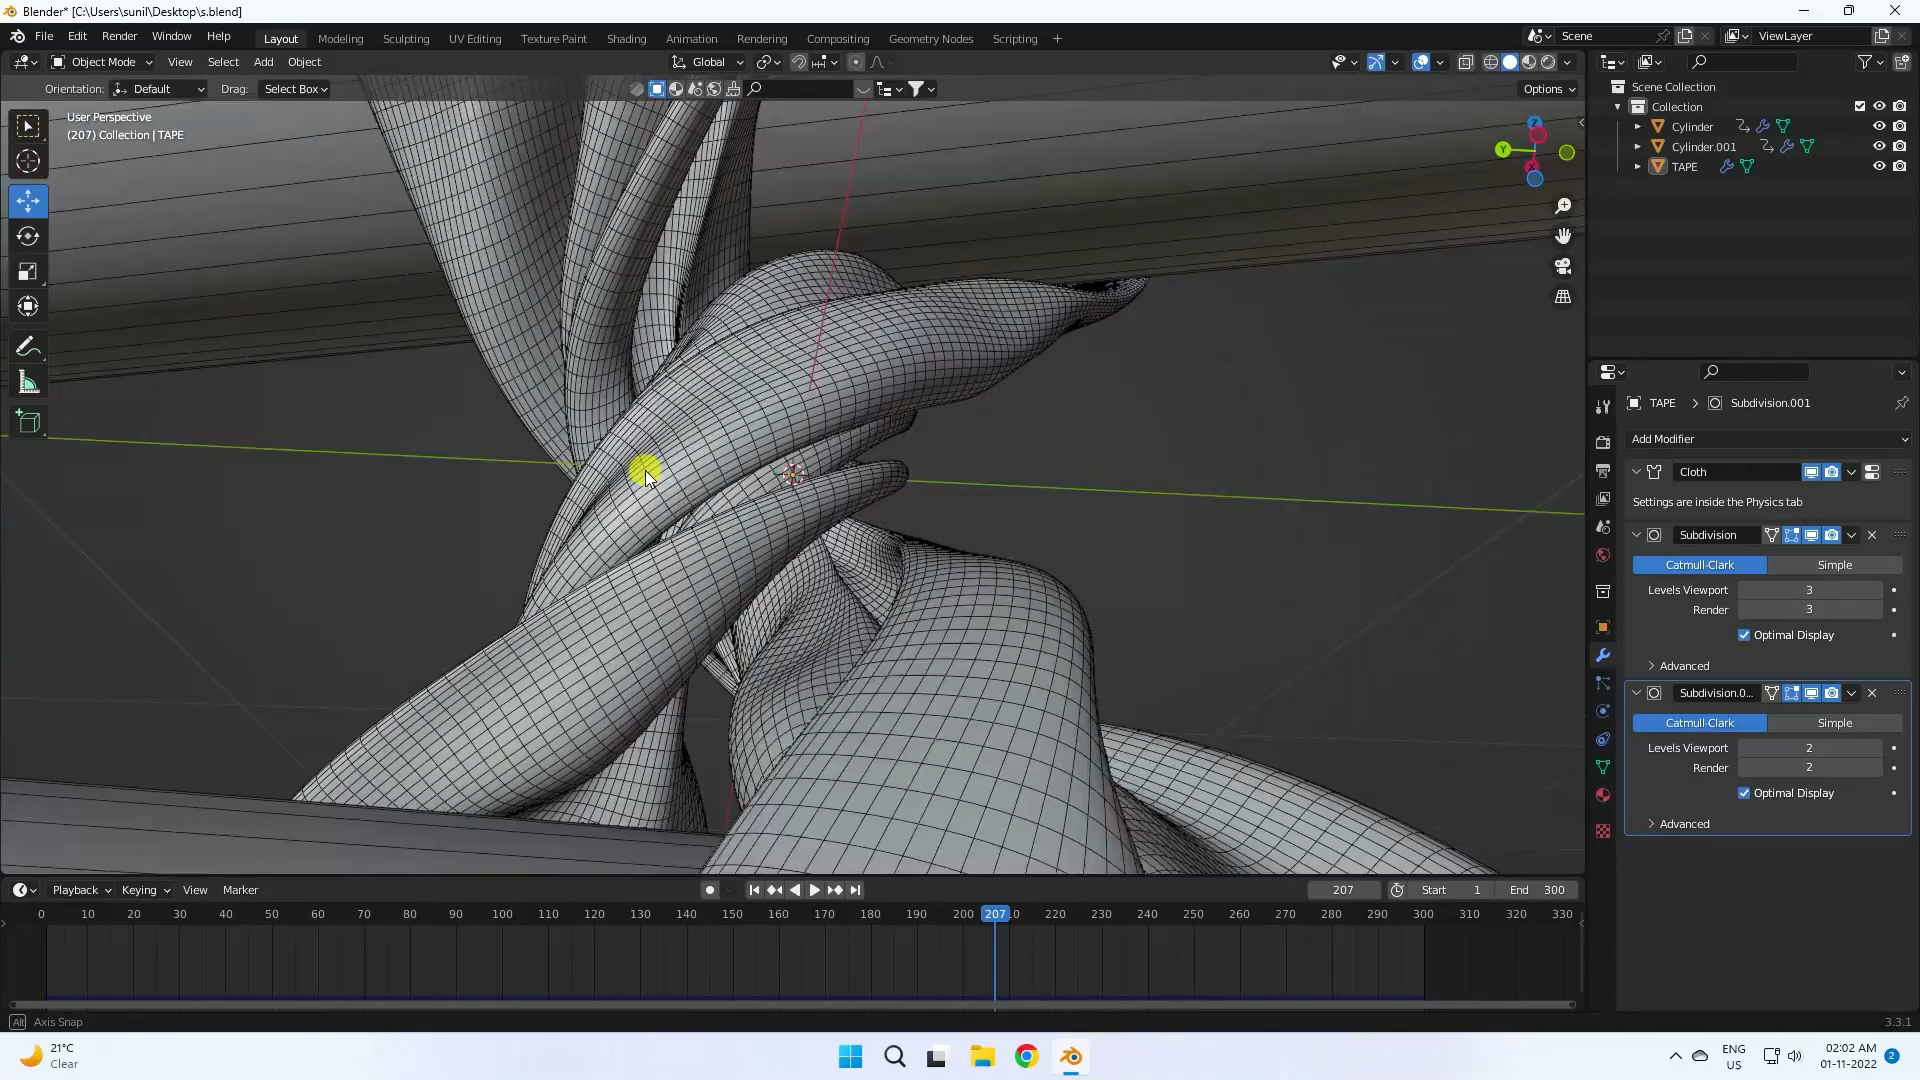 Blender* [C:\Users\sunil\Desktop\s.blend]
File Edit Render Window Help
Layout Modeling Sculpting UV Editing Texture Paint Shading Animation Rendering Compositing Geometry Nodes Scripting +
Scene
ViewLayer
Object Mode View Select Add Object
Global
Orientation: Default Drag: Select Box
Options
User Perspective
(207) Collection | TAPE
Z
Y
Scene Collection
Collection
Cylinder
Cylinder.001
TAPE
TAPE > Subdivision.001
Add Modifier
Cloth
Settings are inside the Physics tab
Subdivision
Catmull-Clark Simple
Levels Viewport 3
Render 3
Optimal Display
Advanced
Subdivision.0...
Catmull-Clark Simple
Levels Viewport 2
Render 2
Optimal Display
Advanced
Playback Keying View Marker
207 Start 1 End 300
0 10 20 30 40 50 60 70 80 90 100 110 120 130 140 150 160 170 180 190 200 207 220 230 240 250 260 270 280 290 300 310 320 330
Alt Axis Snap
3.3.1
21°C
Clear
ENG
US
02:02 AM
01-11-2022
2